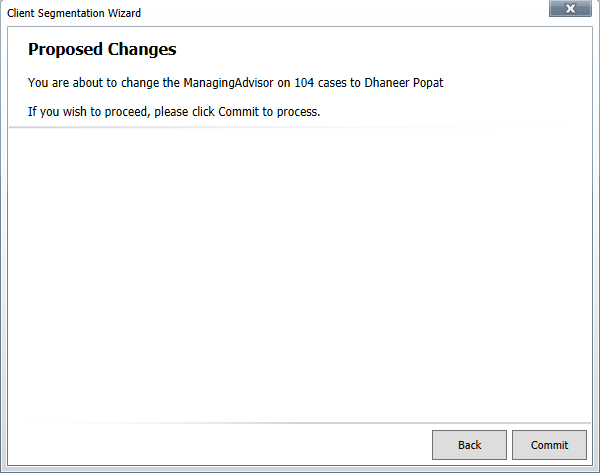 Client Segmentation Wizard
Proposed Changes
You are about to change the ManagingAdvisor on 104 cases to Dhaneer Popat
If you wish to proceed, please click Commit to process.
Back
Commit